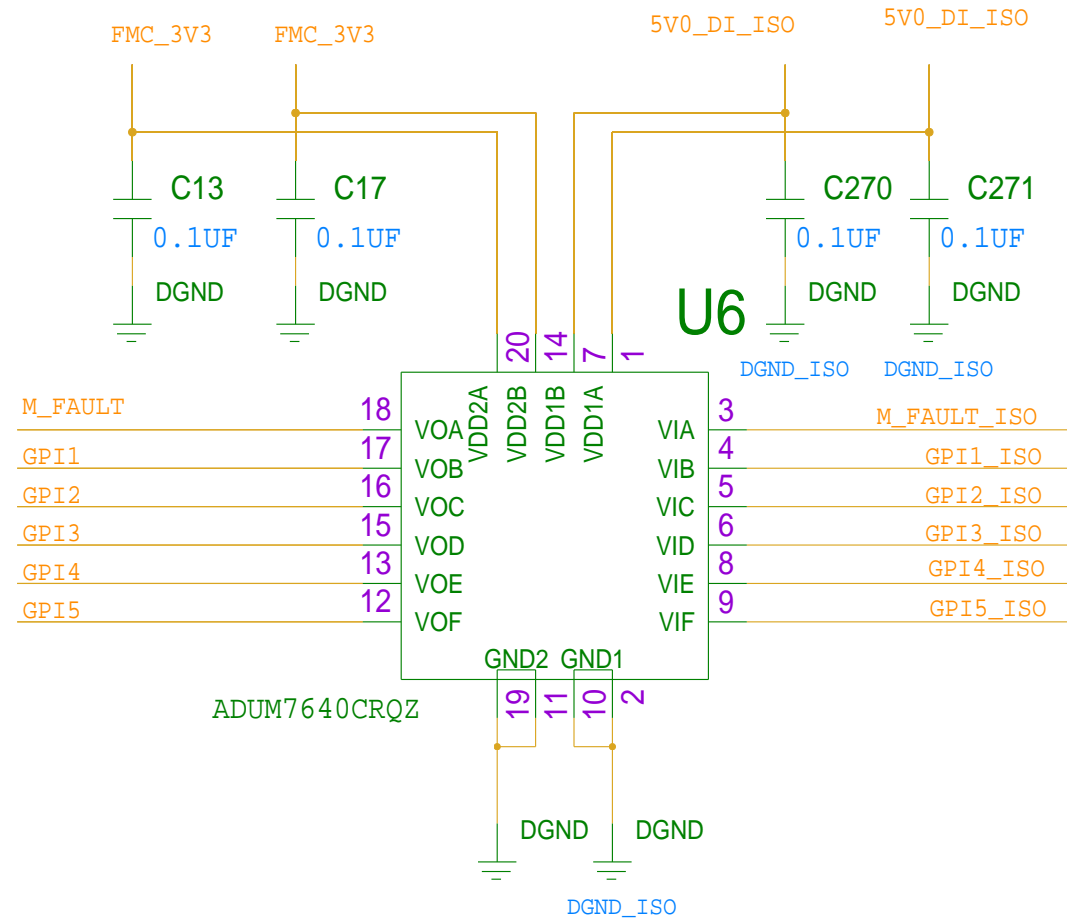 FMC_3V3 FMC_3V3 5V0_DI_ISO 5V0_DI_ISO
C13 C17 C270 C271
0.1UF 0.1UF 0.1UF 0.1UF
DGND DGND DGND DGND
U6
20 14 7 1
DGND_ISO DGND_ISO
VDD2A VDD2B VDD1B VDD1A
M_FAULT 18 VOA VIA 3 M_FAULT_ISO
GPI1 17 VOB VIB 4 GPI1_ISO
GPI2 16 VOC VIC 5 GPI2_ISO
GPI3 15 VOD VID 6 GPI3_ISO
GPI4 13 VOE VIE 8 GPI4_ISO
GPI5 12 VOF VIF 9 GPI5_ISO
GND2 GND1
19 11 10 2
ADUM7640CRQZ
DGND DGND
DGND_ISO